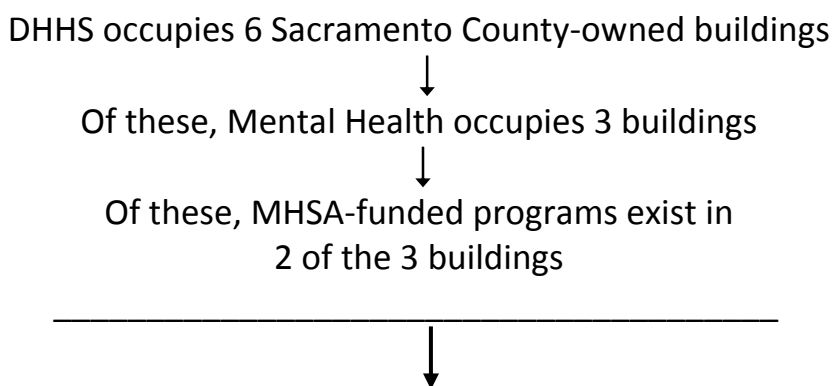 DHHS occupies 6 Sacramento County-owned buildings
Of these, Mental Health occupies 3 buildings
Of these, MHSA-funded programs exist in
2 of the 3 buildings